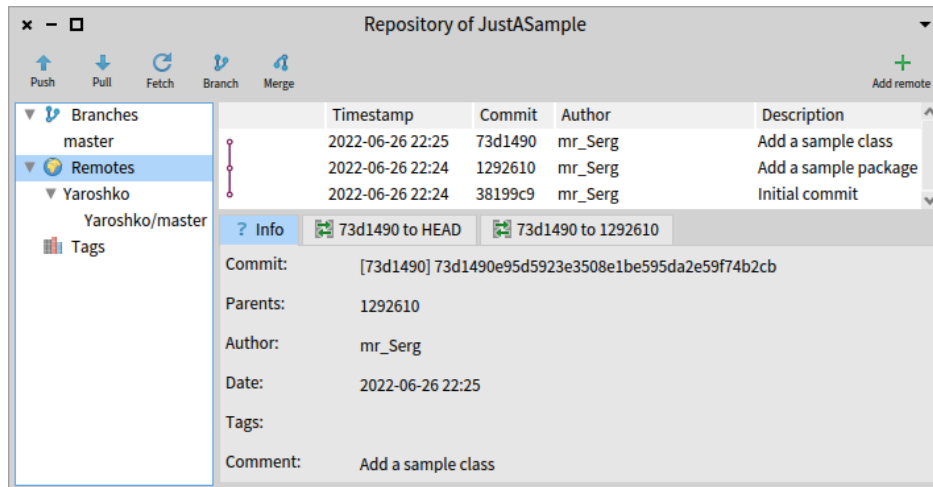 Repository of JustASample
Push Pull Fetch Branch Merge Add remote
Branches
master
Remotes
Yaroshko
Yaroshko/master
Tags
Timestamp Commit Author Description
2022-06-26 22:25 73d1490 mr_Serg Add a sample class
2022-06-26 22:24 1292610 mr_Serg Add a sample package
2022-06-26 22:24 38199c9 mr_Serg Initial commit
? Info 73d1490 to HEAD 73d1490 to 1292610
Commit: [73d1490] 73d1490e95d5923e3508e1be595da2e59f74b2cb
Parents: 1292610
Author: mr_Serg
Date: 2022-06-26 22:25
Tags:
Comment: Add a sample class